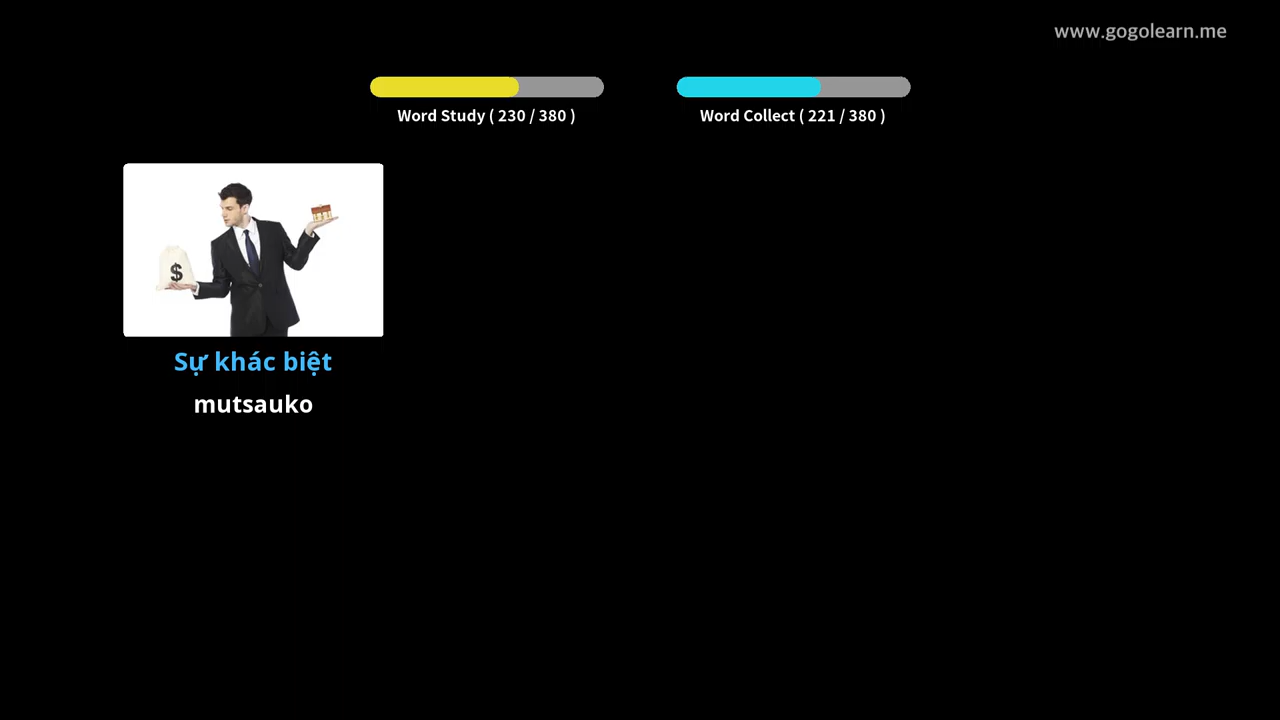 www.gogolearn.me
Word Study ( 230 / 380 )
Word Collect ( 221 / 380 )
$
Sự khác biệt
mutsauko